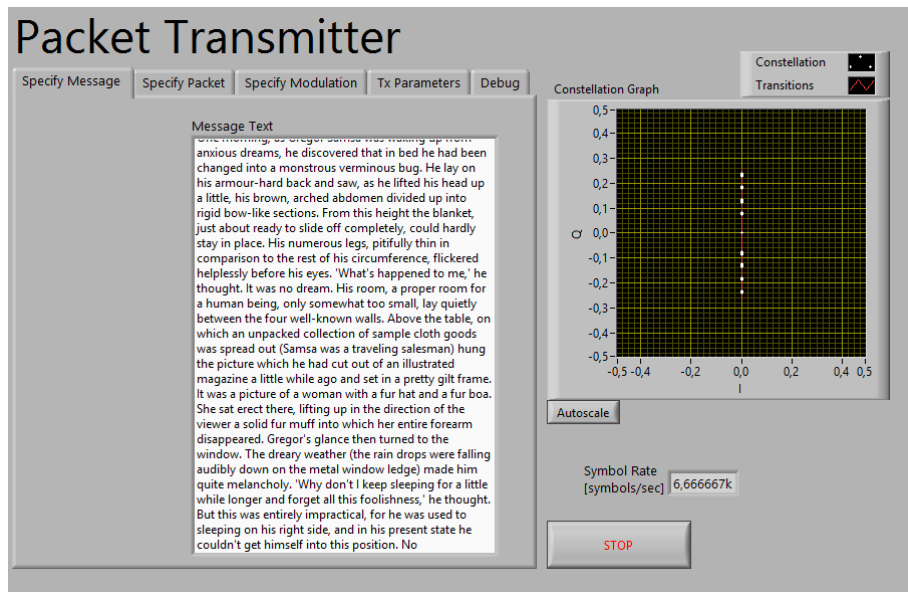 Packet Transmitter
Specify Message
Specify Packet
Specify Modulation
Tx Parameters
Debug
Message Text
One morning, as Gregor Samsa was waking up from
anxious dreams, he discovered that in bed he had been
changed into a monstrous verminous bug. He lay on
his armour-hard back and saw, as he lifted his head up
a little, his brown, arched abdomen divided up into
rigid bow-like sections. From this height the blanket,
just about ready to slide off completely, could hardly
stay in place. His numerous legs, pitifully thin in
comparison to the rest of his circumference, flickered
helplessly before his eyes. 'What's happened to me,' he
thought. It was no dream. His room, a proper room for
a human being, only somewhat too small, lay quietly
between the four well-known walls. Above the table, on
which an unpacked collection of sample cloth goods
was spread out (Samsa was a traveling salesman) hung
the picture which he had cut out of an illustrated
magazine a little while ago and set in a pretty gilt frame.
It was a picture of a woman with a fur hat and a fur boa.
She sat erect there, lifting up in the direction of the
viewer a solid fur muff into which her entire forearm
disappeared. Gregor's glance then turned to the
window. The dreary weather (the rain drops were falling
audibly down on the metal window ledge) made him
quite melancholy. 'Why don't I keep sleeping for a little
while longer and forget all this foolishness,' he thought.
But this was entirely impractical, for he was used to
sleeping on his right side, and in his present state he
couldn't get himself into this position. No
Constellation
Transitions
Constellation Graph
0,5
0,4
0,3
0,2
0,1
0,0
-0,1
-0,2
-0,3
-0,4
-0,5
Q
-0,5 -0,4 -0,2 0,0 0,2 0,4 0,5
I
Autoscale
Symbol Rate
[symbols/sec] 6,666667k
STOP